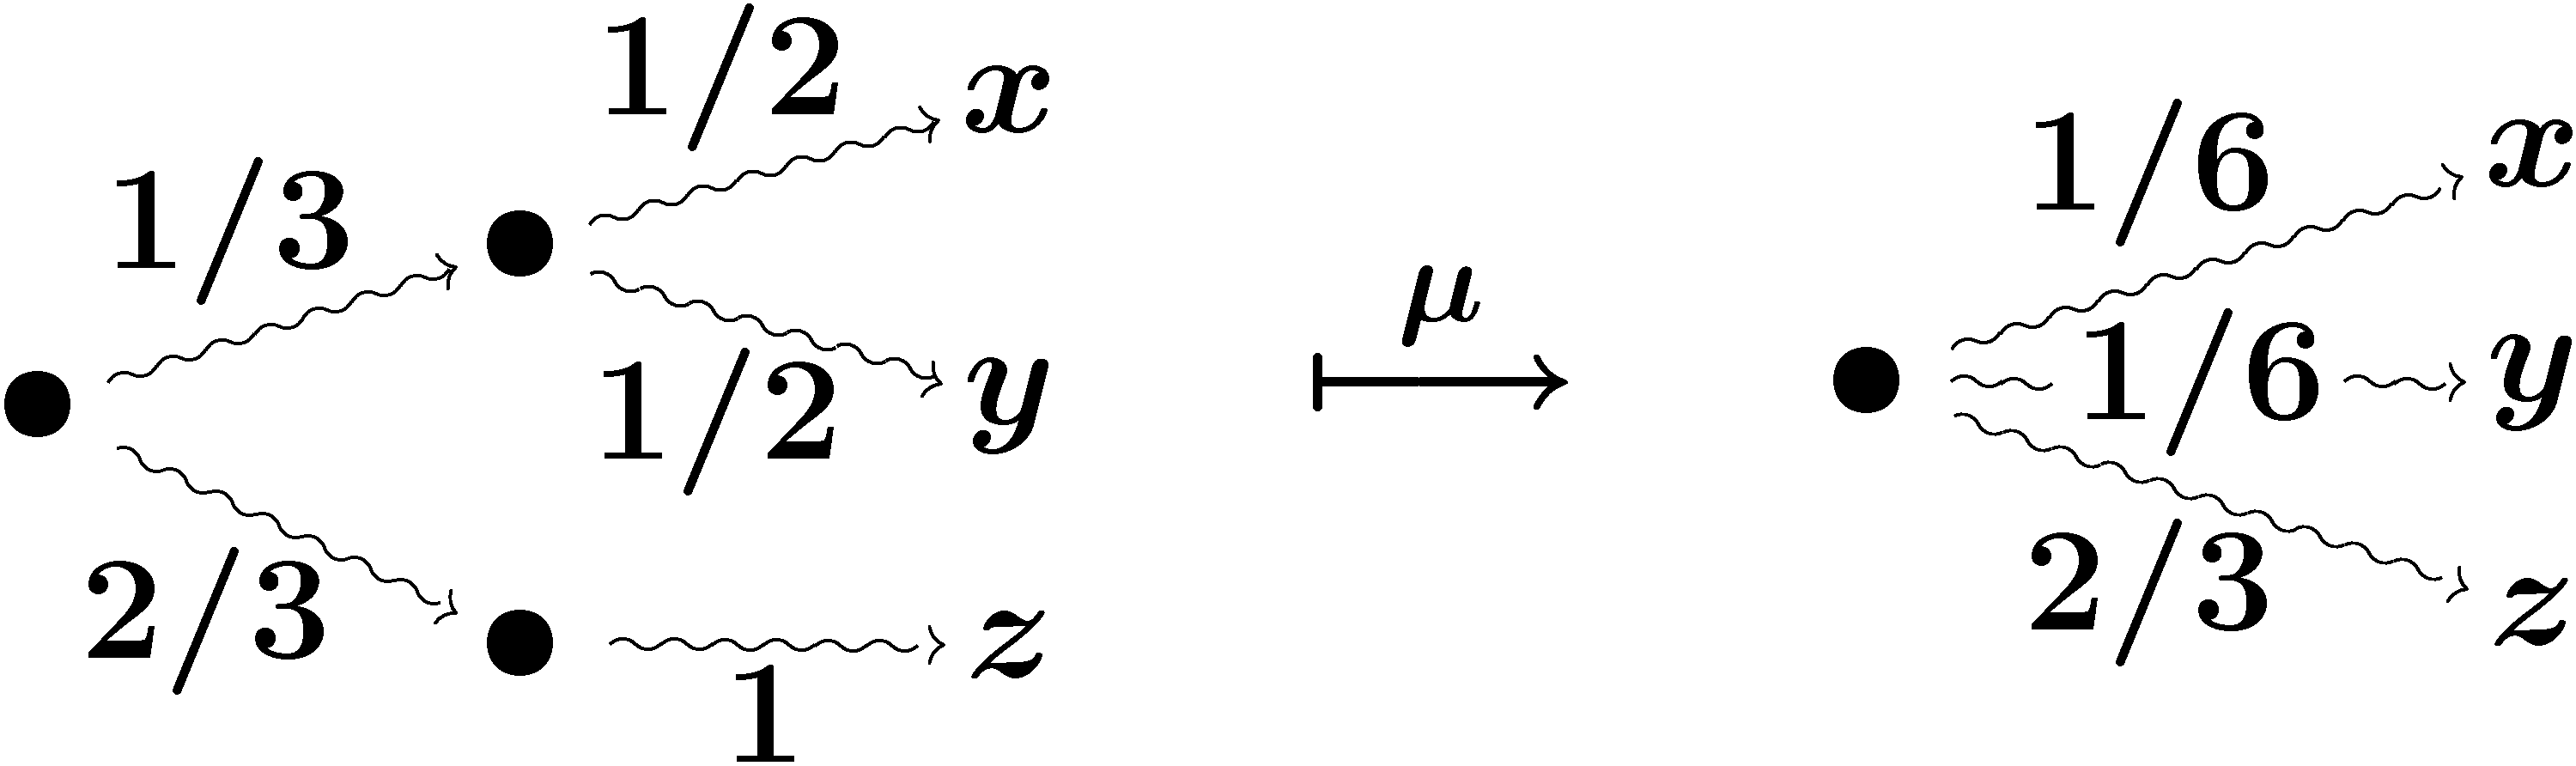 1/2 x
1/3
1/2 y
2/3
1 z
μ
1/6 x
1/6 y
2/3 z